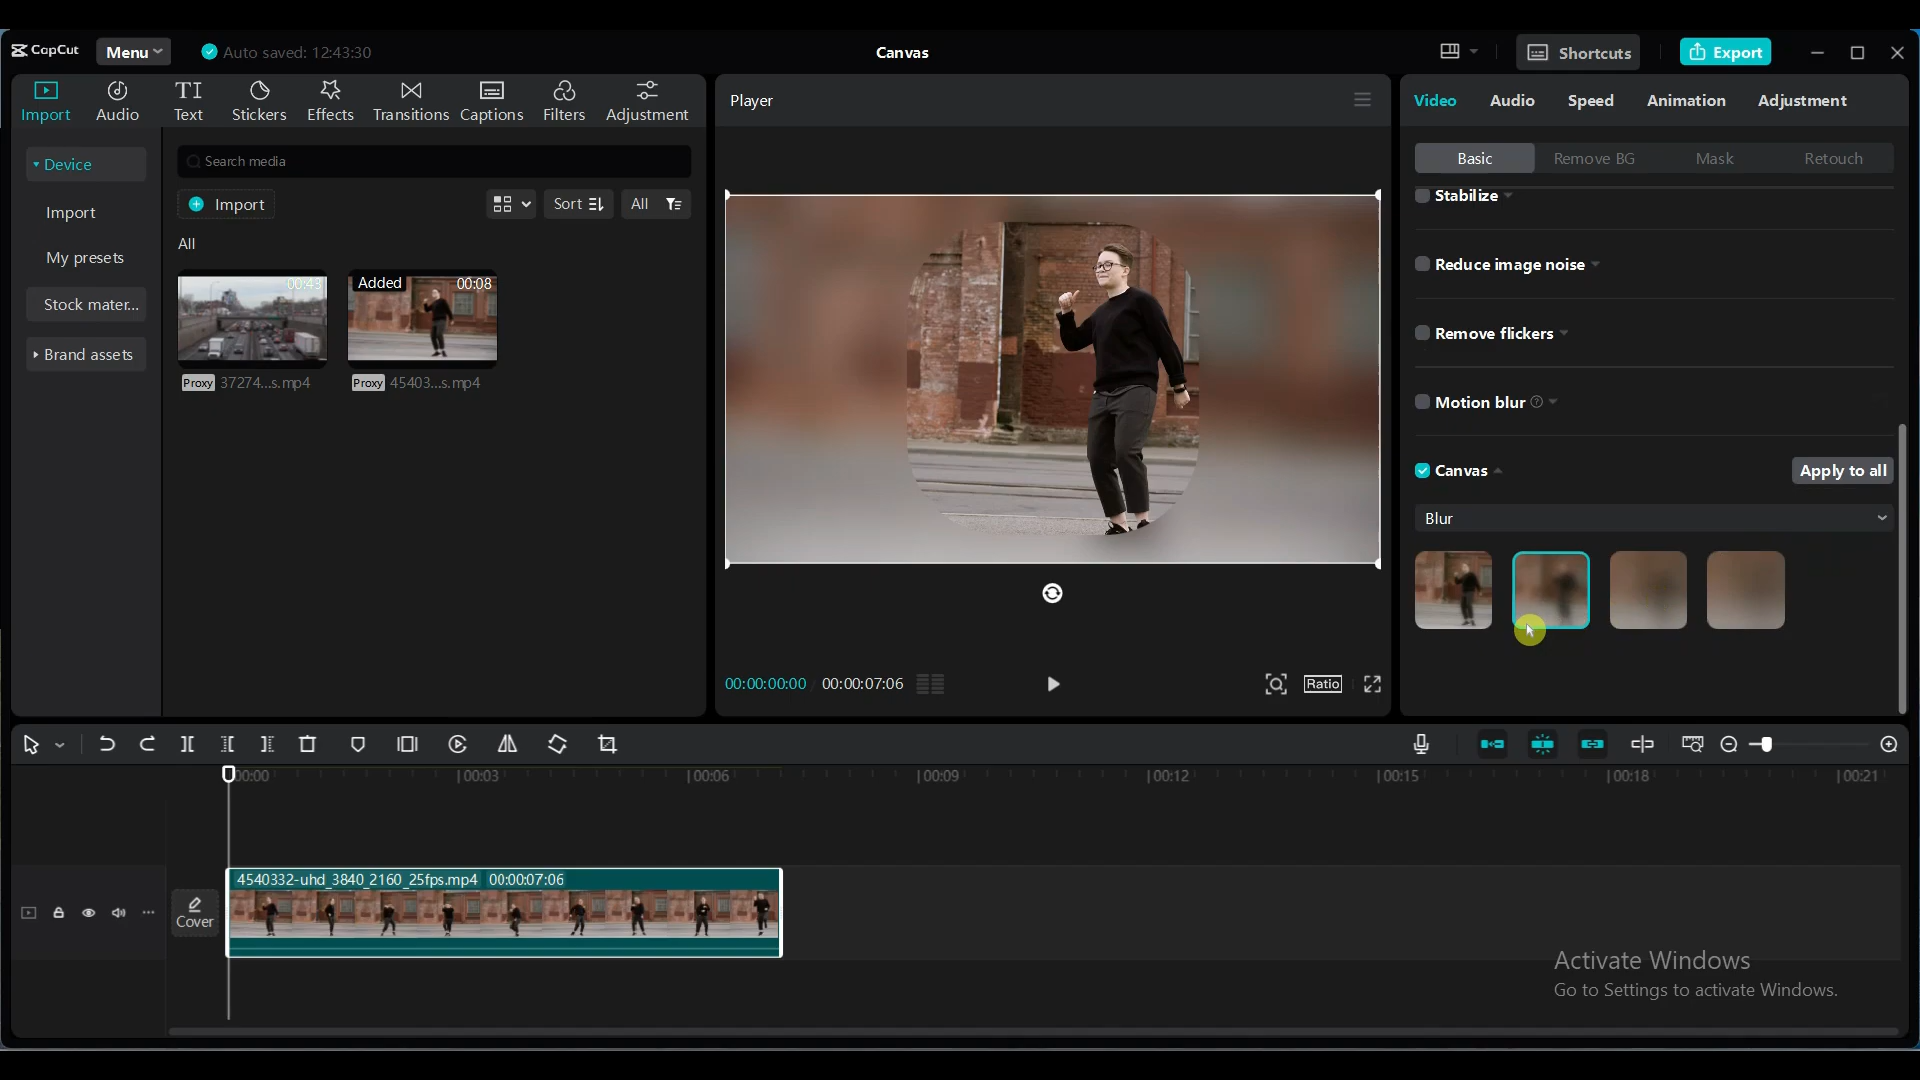 CapCut Menu Auto saved: 12:43:30 Canvas Shortcuts Export
Import Audio Text Stickers Effects Transitions Captions Filters Adjustment
Device
Import
My presets
Stock mater...
Brand assets
Search media
Import Sort All
All
00:43 Added 00:08
Proxy 37274...s.mp4 Proxy 45403...s.mp4
Player
00:00:00:00 00:00:07:06 Ratio
Video Audio Speed Animation Adjustment
Basic Remove BG Mask Retouch
Stabilize
Reduce image noise
Remove flickers
Motion blur
Canvas Apply to all
Blur
00:00 00:03 00:06 00:09 00:12 00:15 00:18 00:21
Cover
4540332-uhd_3840_2160_25fps.mp4 00:00:07:06
Activate Windows
Go to Settings to activate Windows.